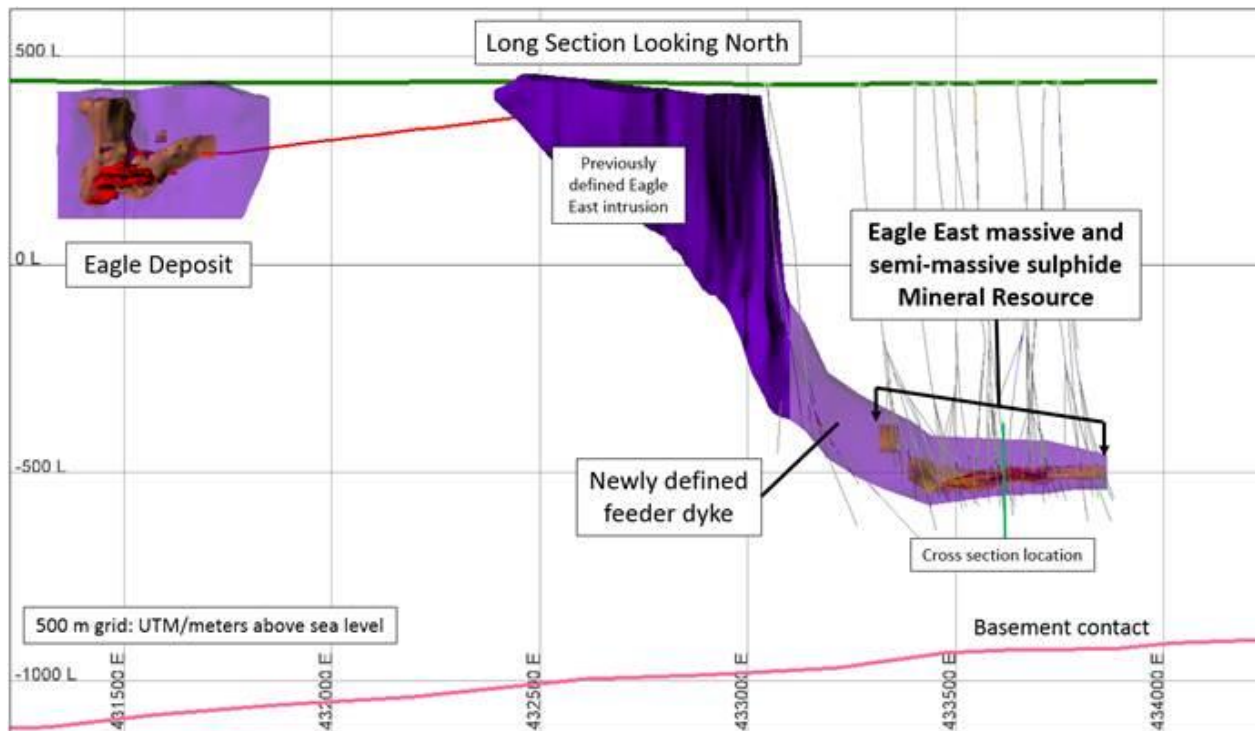 500 L
Long Section Looking North
Previously
defined Eagle
East intrusion
Eagle East massive and
semi-massive sulphide
Mineral Resource
Eagle Deposit
0 L
-500 L
Newly defined
feeder dyke
Cross section location
500 m grid: UTM/meters above sea level
Basement contact
-1000 L
431500 E
432000 E
432500 E
433000 E
433500 E
434000 E